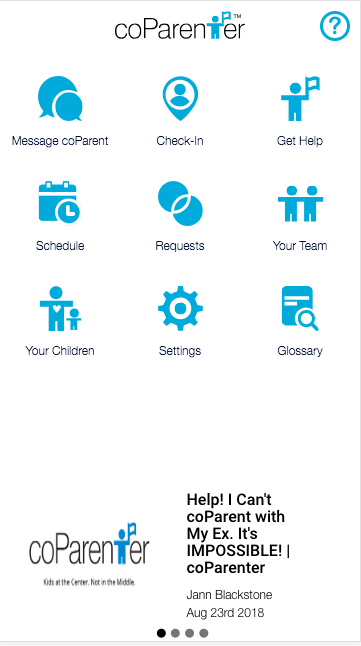 coParenter™
?
Message coParent
Check-In
Get Help
Schedule
Requests
Your Team
Your Children
Settings
Glossary
coParenter
Kids at the Center. Not in the Middle.
Help! I Can't
coParent with
My Ex. It's
IMPOSSIBLE! |
coParenter
Jann Blackstone
Aug 23rd 2018